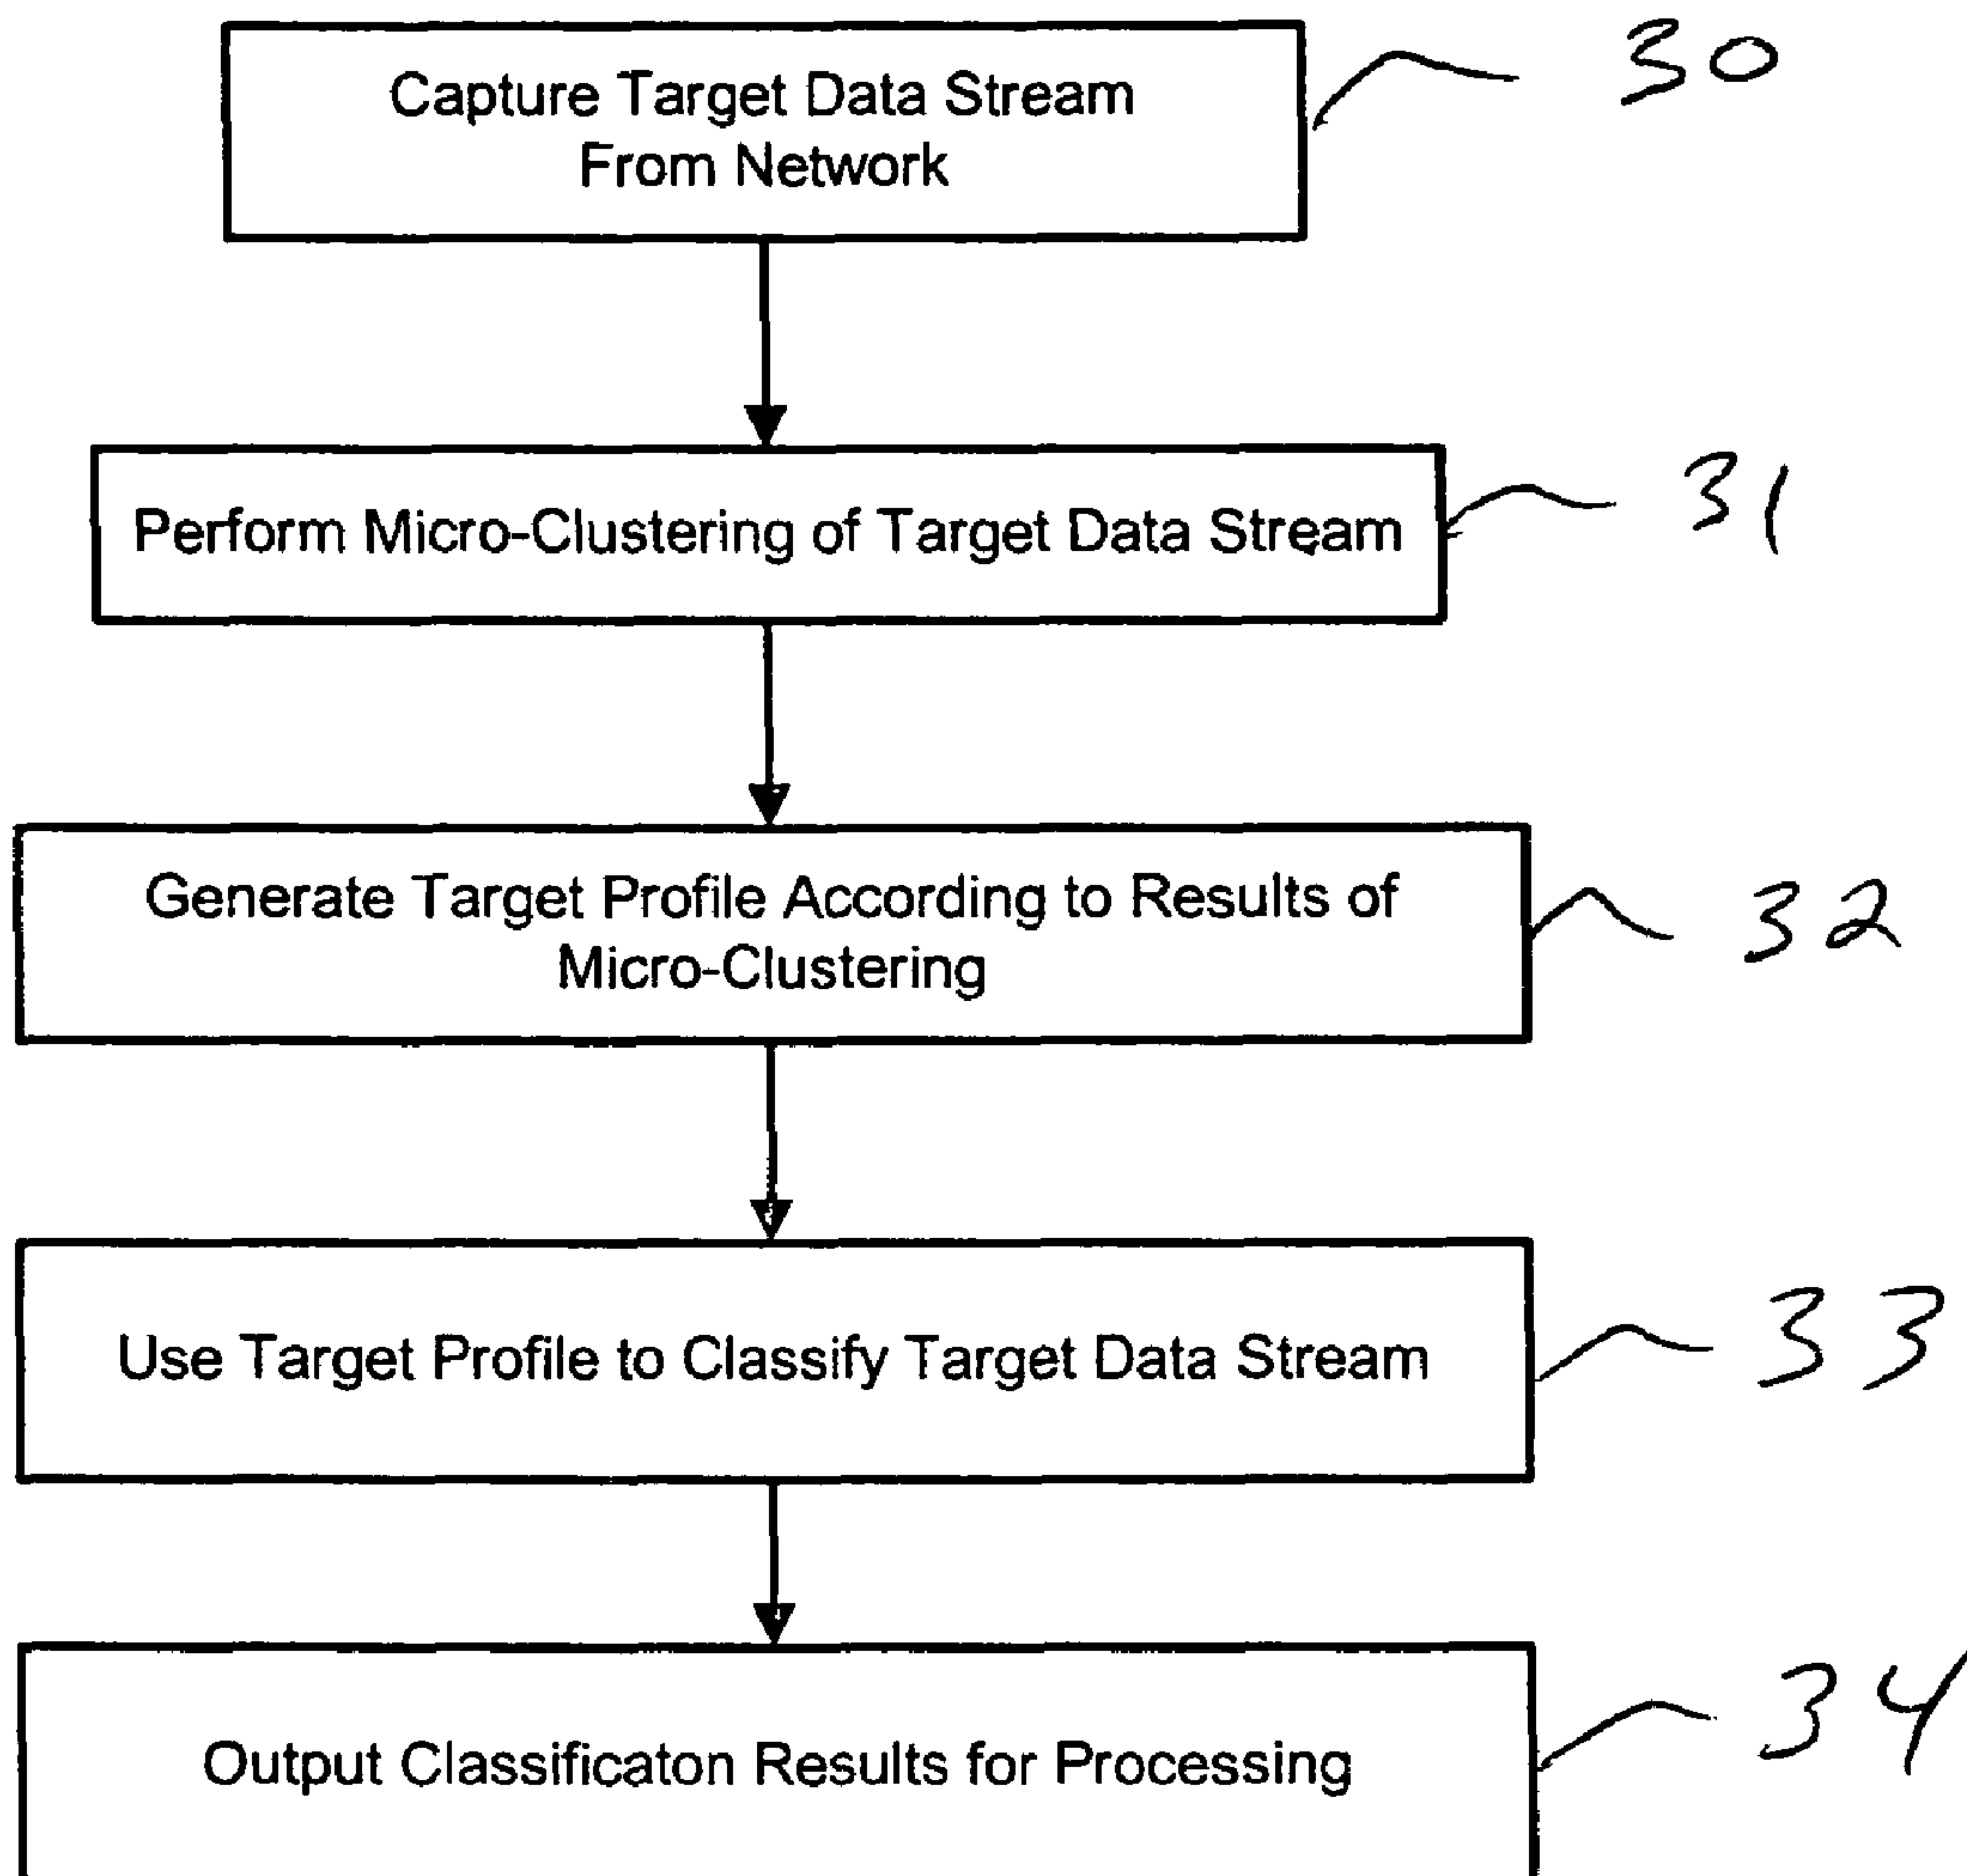 Capture Target Data Stream
From Network
30
Perform Micro-Clustering of Target Data Stream
31
Generate Target Profile According to Results of
Micro-Clustering
32
Use Target Profile to Classify Target Data Stream
33
Output Classificaton Results for Processing
34